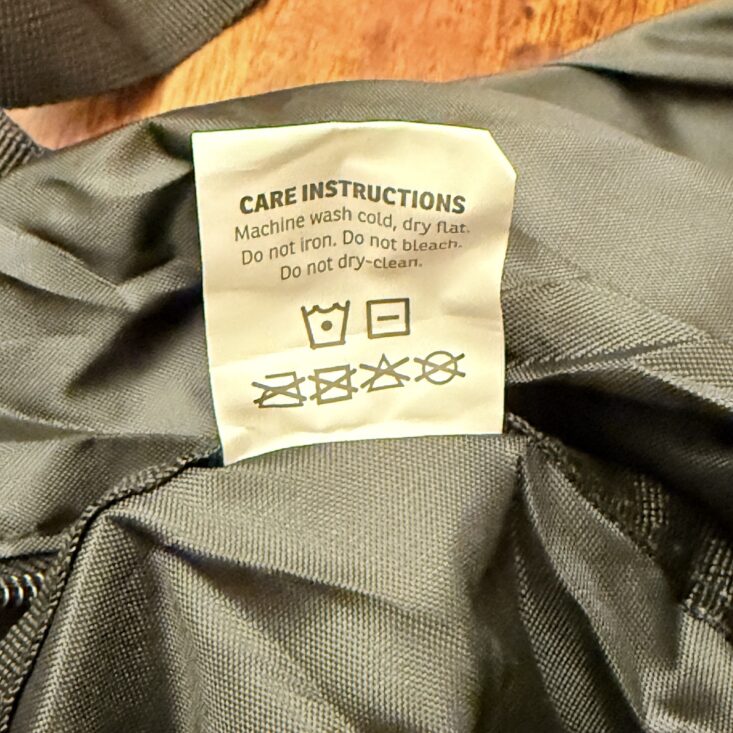 CARE INSTRUCTIONS
Machine wash cold, dry flat.
Do not iron. Do not bleach.
Do not dry-clean.